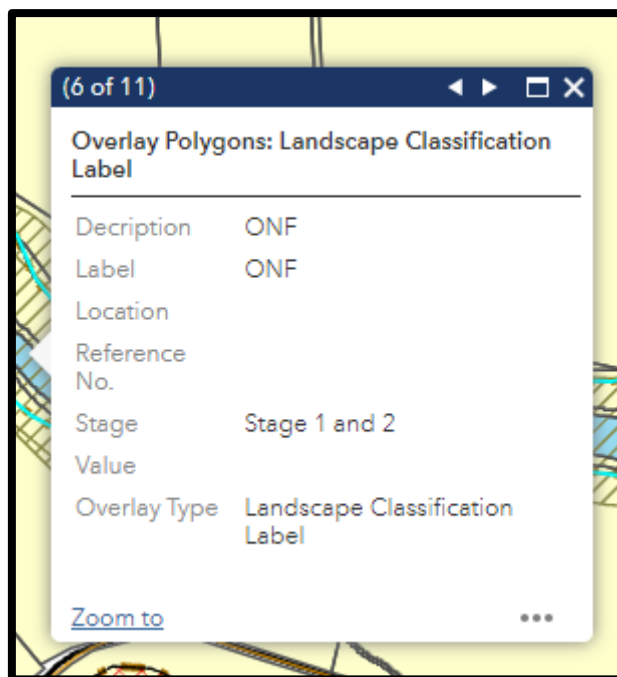 (6 of 11)
Overlay Polygons: Landscape Classification
Label
Decription ONF
Label ONF
Location
Reference
No.
Stage Stage 1 and 2
Value
Overlay Type Landscape Classification
Label
Zoom to